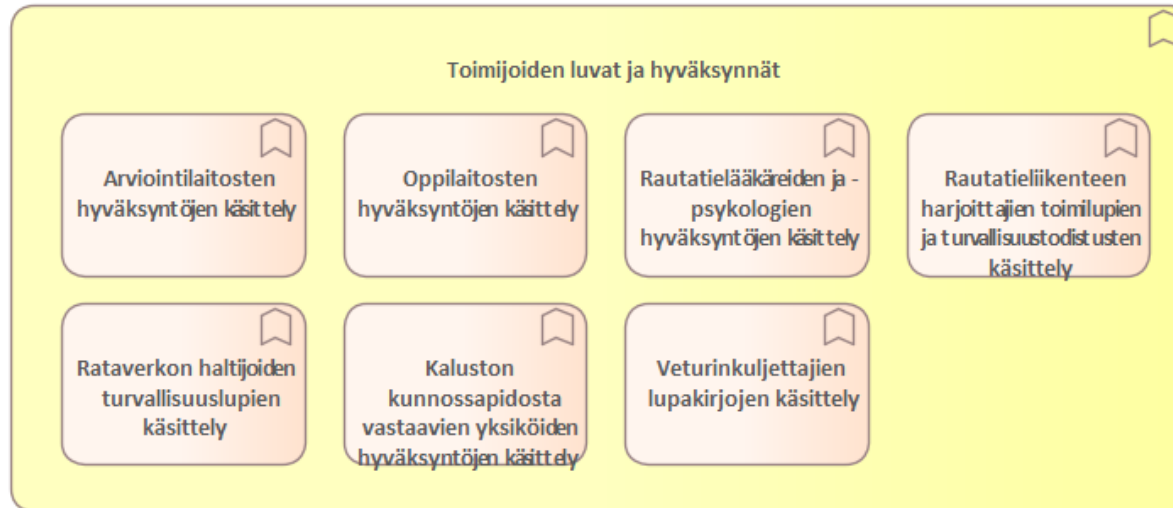 Toimijoiden luvat ja hyväksynnät
Arviointilaitosten
hyväksyntöjen käsittely
Oppilaitosten
hyväksyntöjen käsittely
Rautatielääkäreiden ja -
psykologien
hyväksyntöjen käsittely
Rautatieliikenteen
harjoittajien toimilupien
ja turvallisuustodistusten
käsittely
Rataverkon haltijoiden
turvallisuuslupien
käsittely
Kaluston
kunnossapidosta
vastaavien yksiköiden
hyväksyntöjen käsittely
Veturinkuljettajien
lupakirjojen käsittely